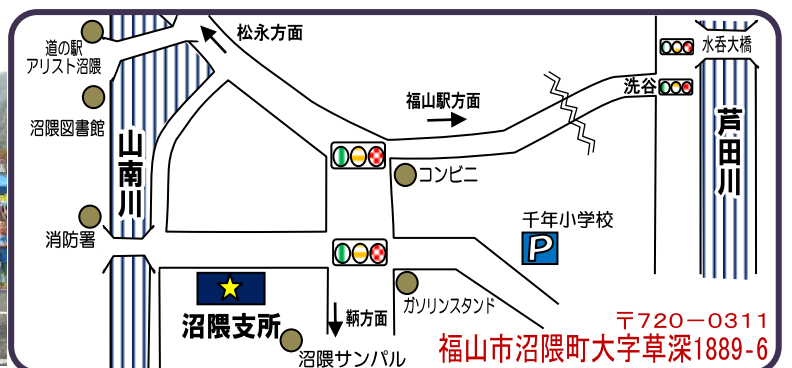 道の駅
アリスト沼隈
松永方面
水呑大橋
洗谷
福山駅方面
沼隈図書館
山南川
芦田川
コンビニ
消防署
千年小学校
P
ガソリンスタンド
鞆方面
沼隈支所
沼隈サンパル
〒720-0311
福山市沼隈町大字草深1889-6